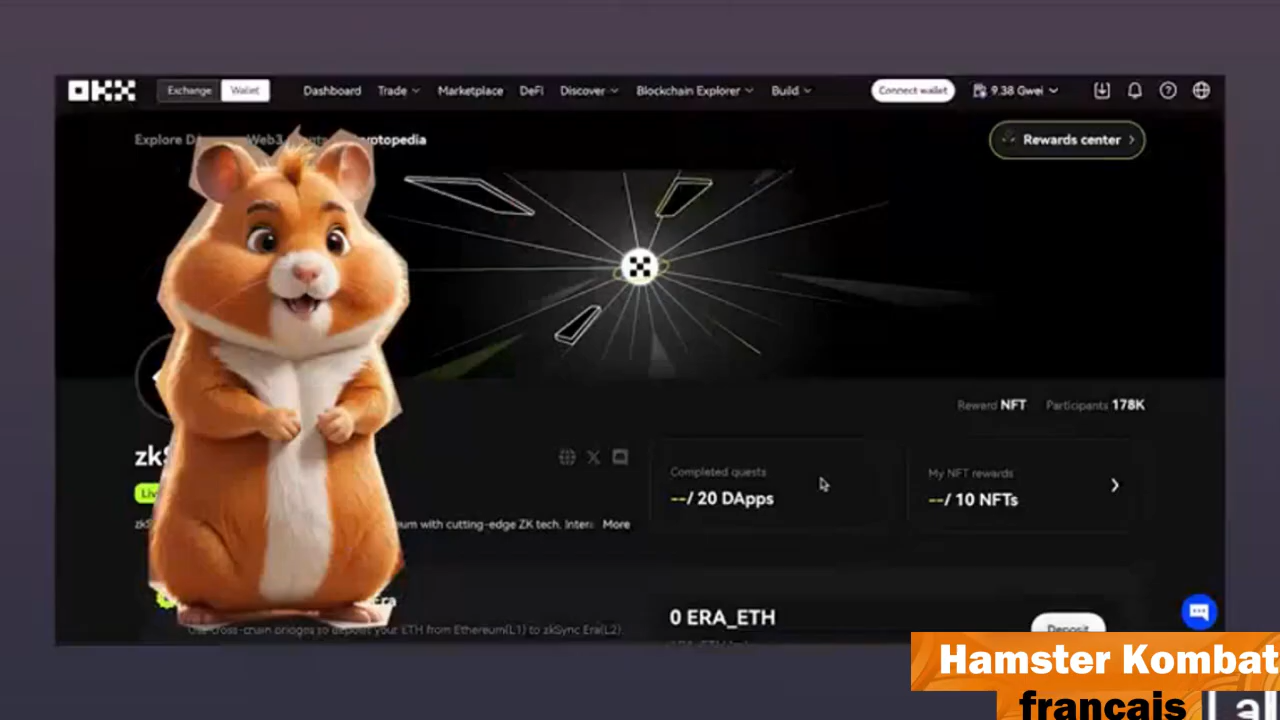 OKX Exchange Wallet Dashboard Trade Marketplace DeFi Discover Blockchain Explorer Build Connect wallet 9.38 Gwei
Explore Web3 Rewards center
Reward NFT Participants 178K
Completed quests My NFT rewards
--/ 20 DApps --/ 10 NFTs
with cutting-edge ZK tech. More
0 ERA_ETH
Deposit
Use cross-chain bridges to deposit your ETH from Ethereum(L1) to zkSync Era(L2)
Hamster Kombat
francais